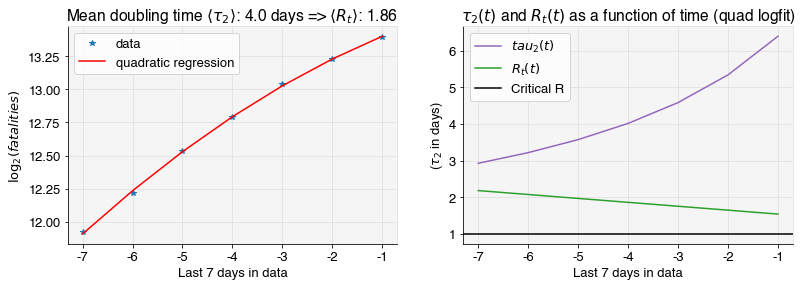 Mean doubling time ⟨τ₂⟩: 4.0 days => ⟨Rₜ⟩: 1.86
data
quadratic regression
log₂(fatalities)
13.25
13.00
12.75
12.50
12.25
12.00
-7 -6 -5 -4 -3 -2 -1
Last 7 days in data
τ₂(t) and Rₜ(t) as a function of time (quad logfit)
tau₂(t)
Rₜ(t)
Critical R
(τ₂ in days)
6
5
4
3
2
1
-7 -6 -5 -4 -3 -2 -1
Last 7 days in data